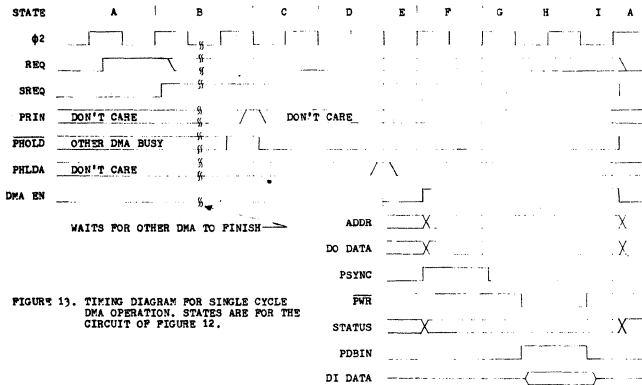 STATE A B C D E F G H I A
ϕ2
REQ
SREQ
PRIN DON'T CARE DON'T CARE
PHOLD OTHER DMA BUSY
PHLDA DON'T CARE
DMA EN
WAITS FOR OTHER DMA TO FINISH
ADDR
DO DATA
PSYNC
PWR
STATUS
PDBIN
DI DATA
FIGURE 13. TIMING DIAGRAM FOR SINGLE CYCLE
DMA OPERATION. STATES ARE FOR THE
CIRCUIT OF FIGURE 12.